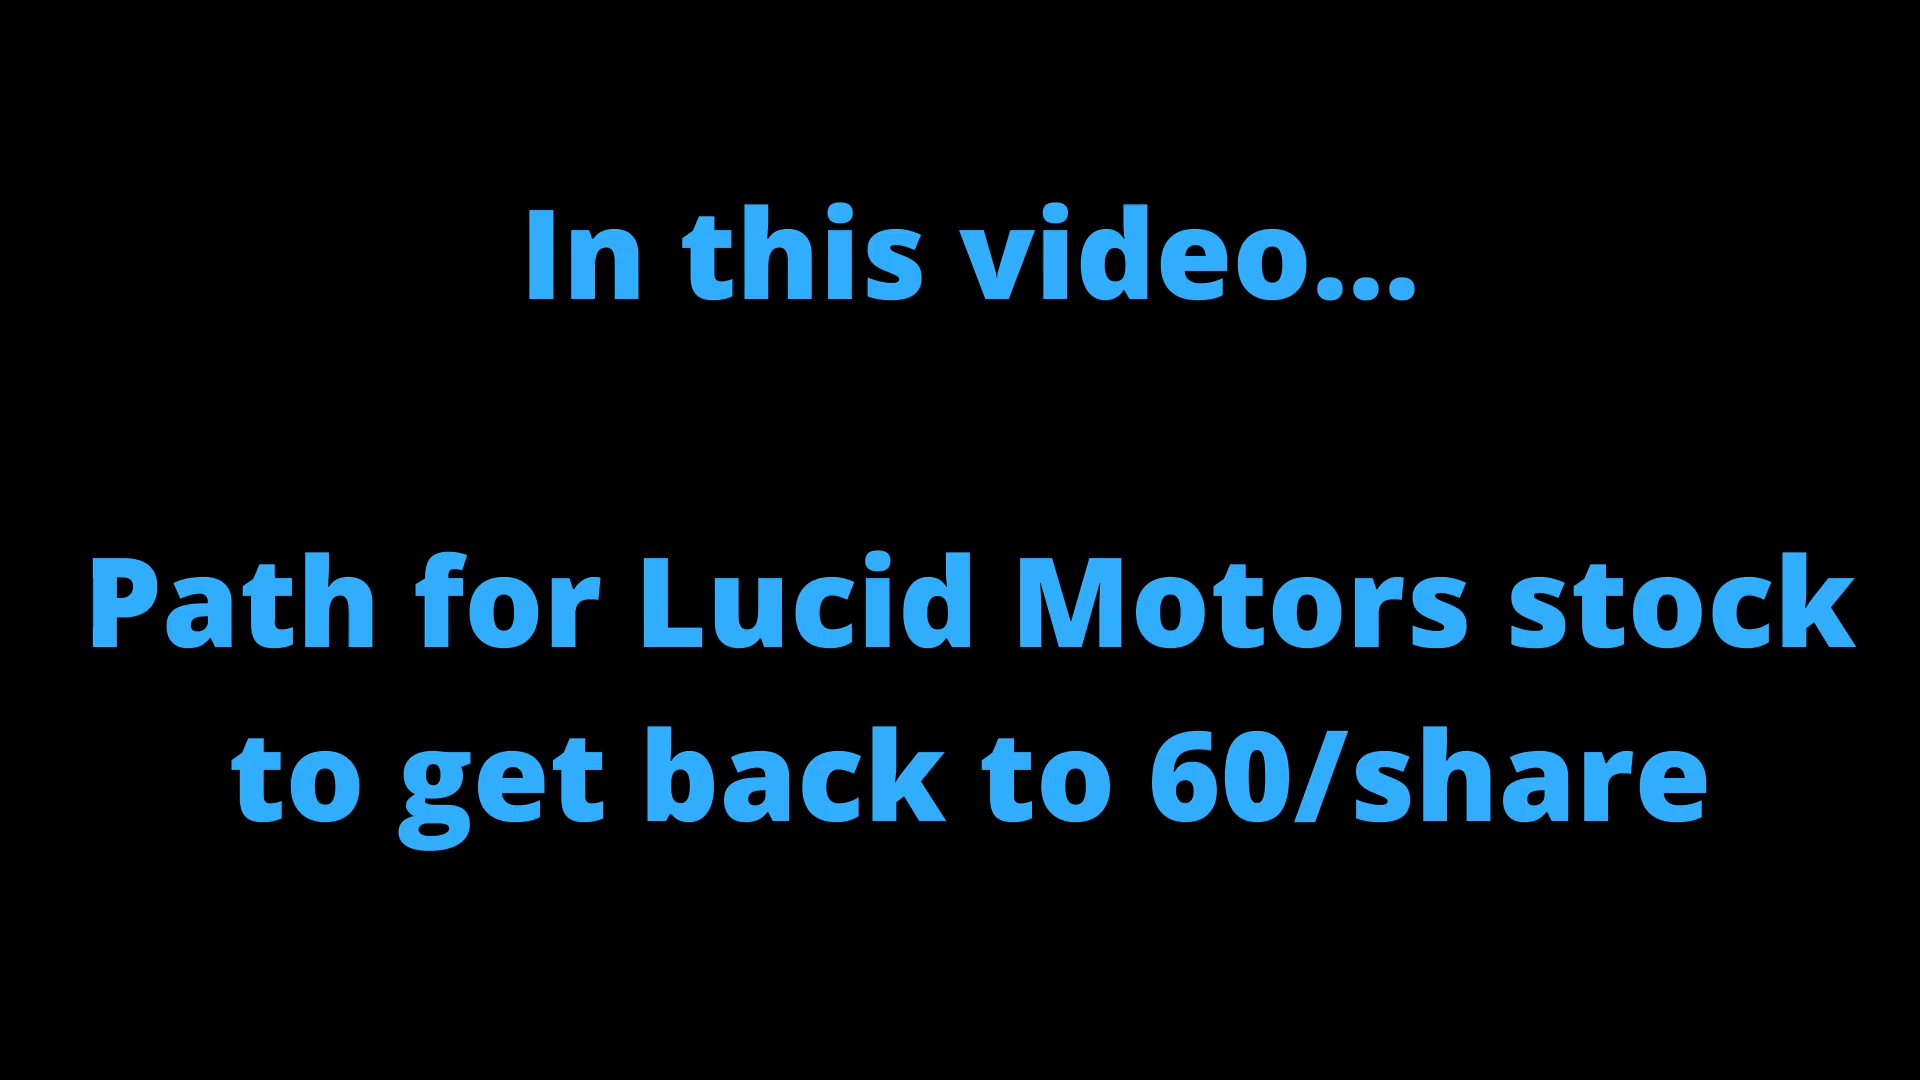 In this video...
Path for Lucid Motors stock
to get back to 60/share